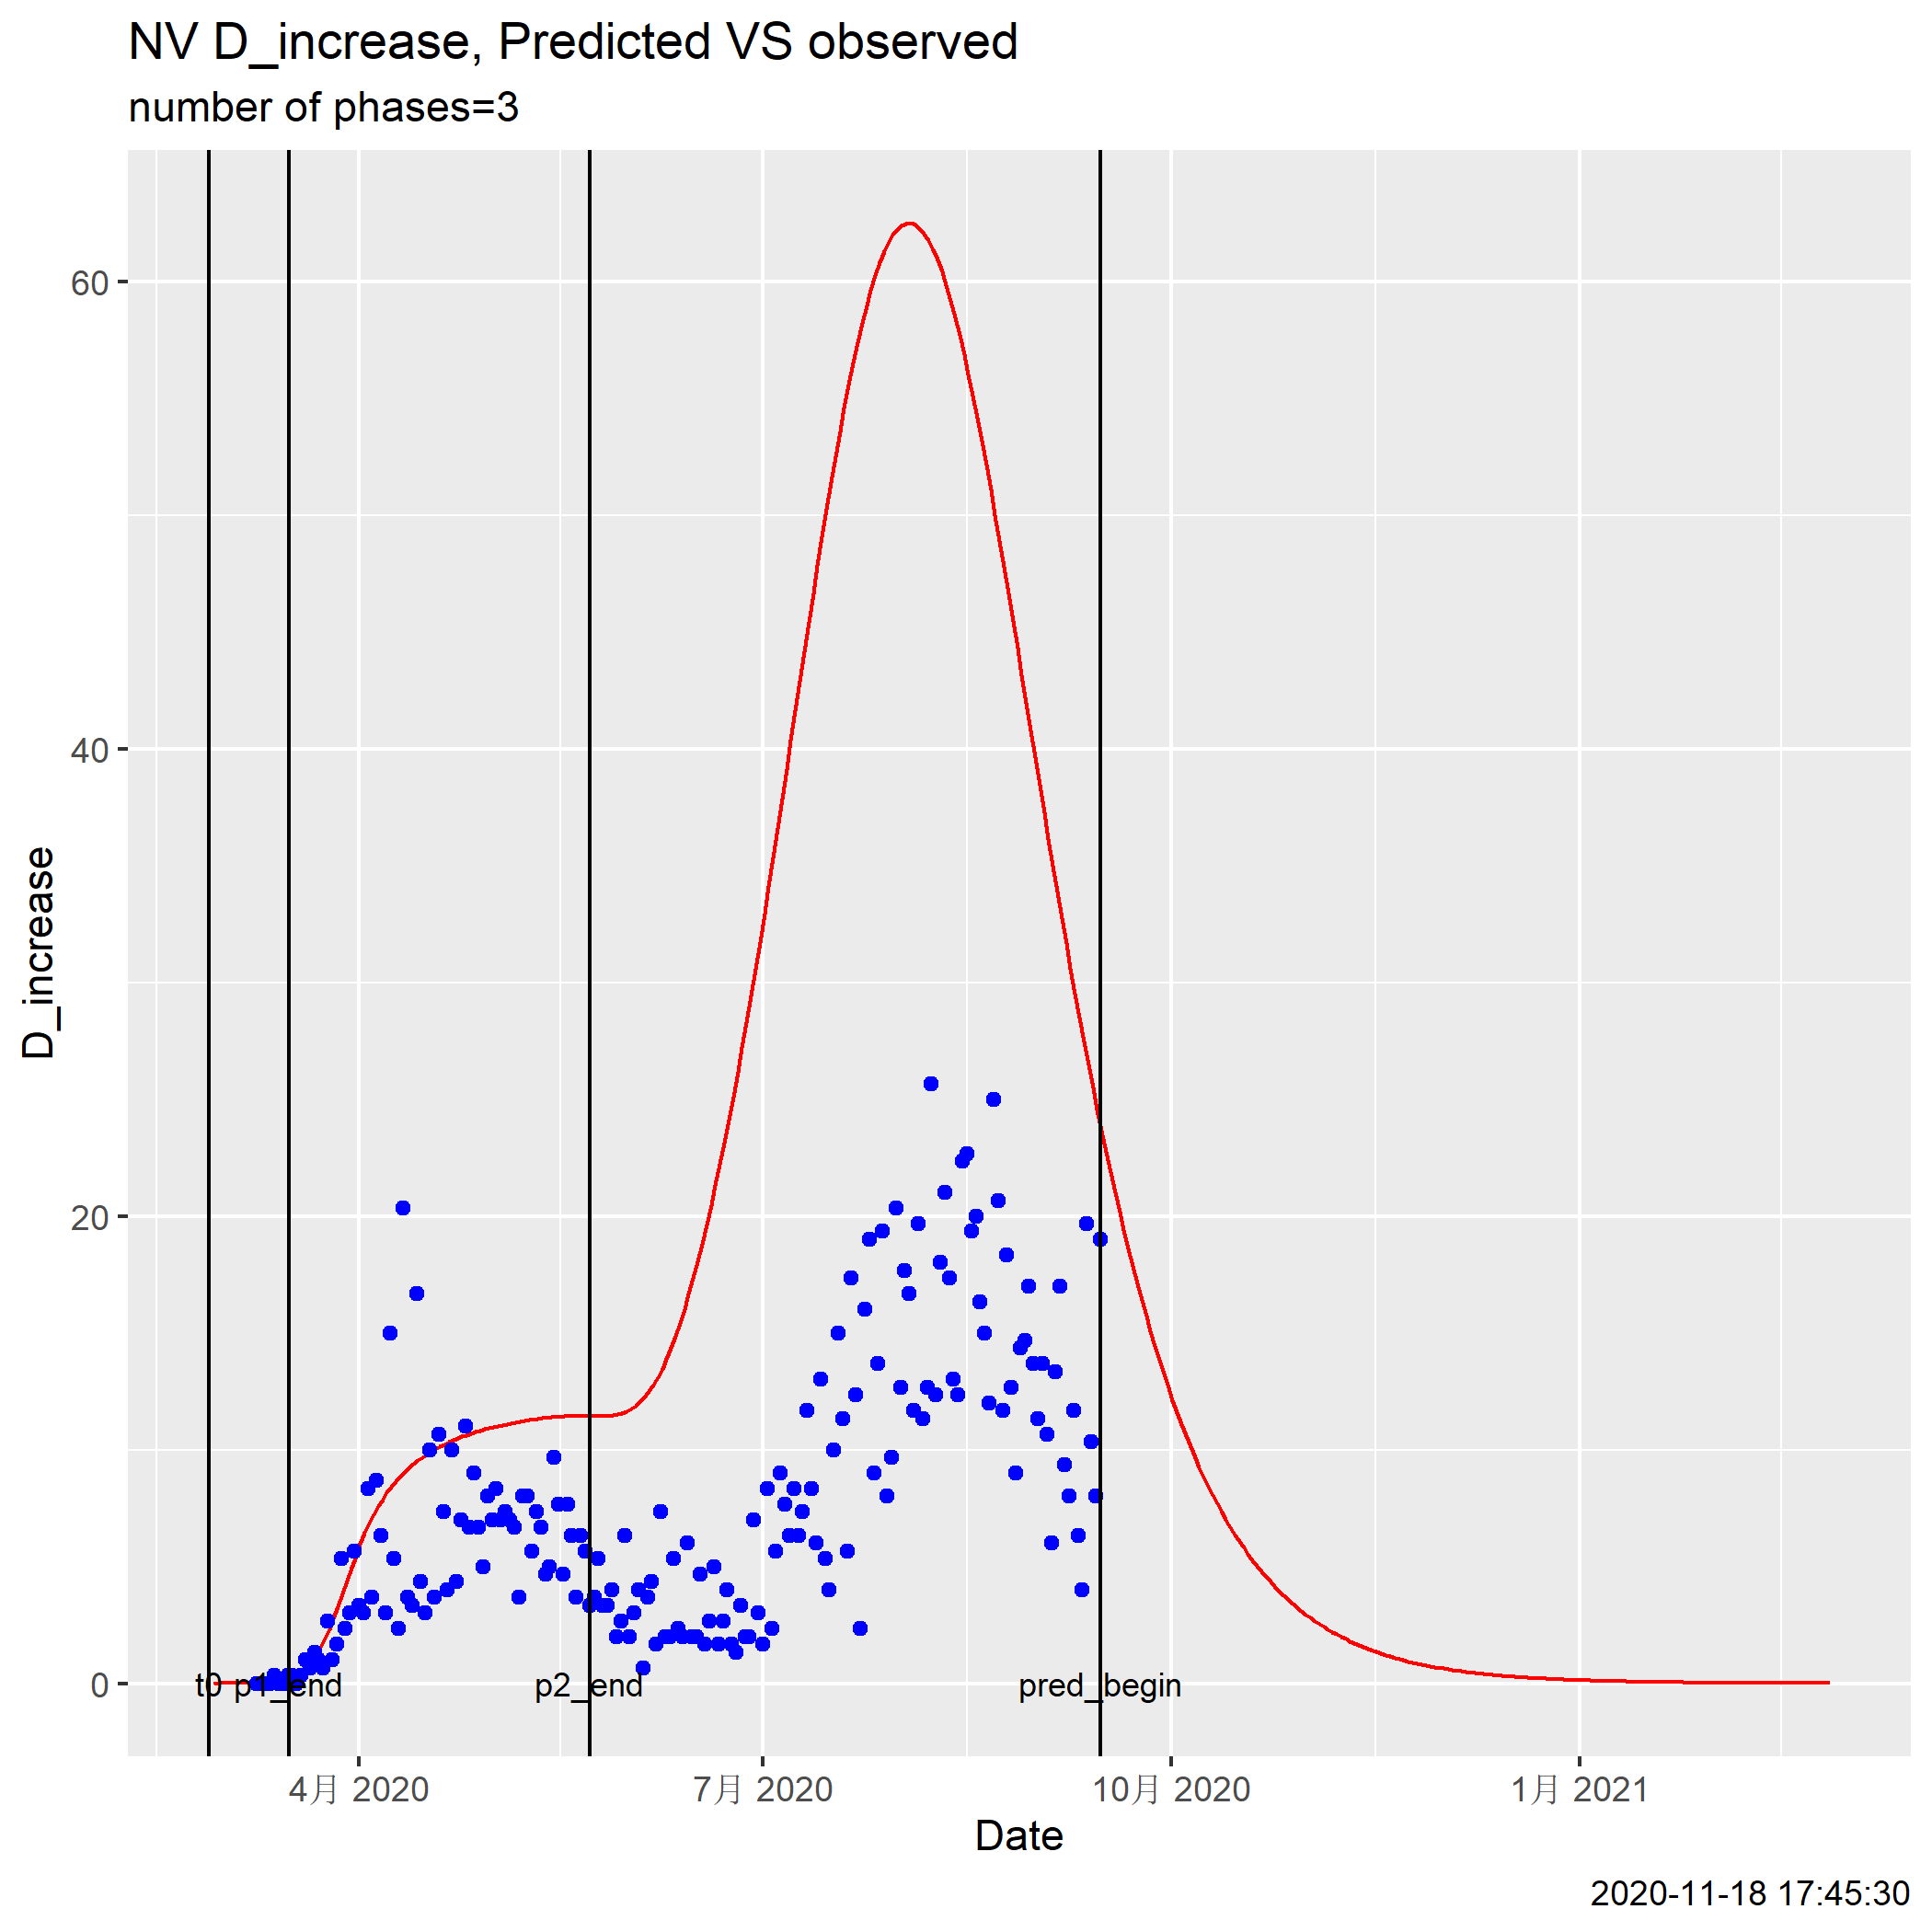 NV D_increase, Predicted VS observed
number of phases=3
D_increase
60
40
20
0
t0 p1_end p2_end pred_begin
4月 2020 7月 2020 10月 2020 1月 2021
Date
2020-11-18 17:45:30